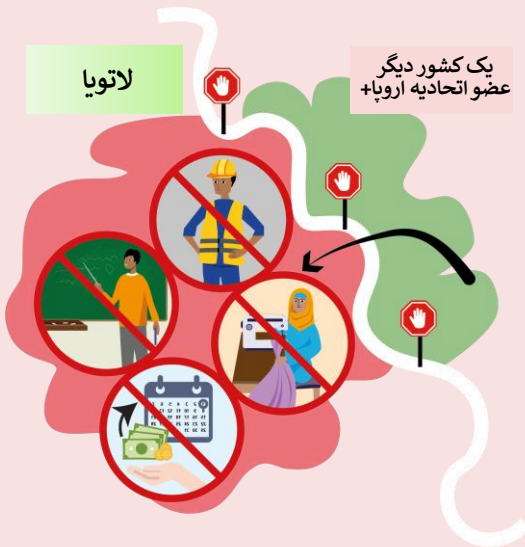 یک کشور دیگر
عضو اتحادیه اروپا+
لاتویا